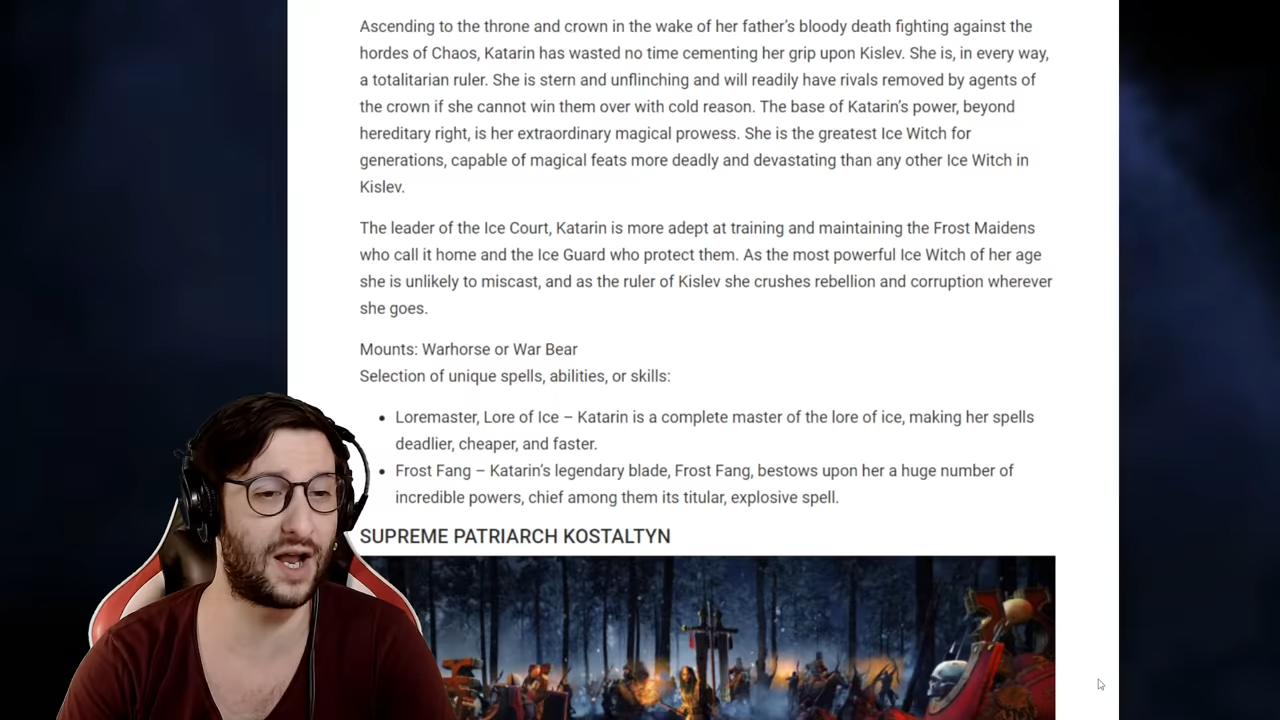 Ascending to the throne and crown in the wake of her father's bloody death fighting against the
hordes of Chaos, Katarin has wasted no time cementing her grip upon Kislev. She is, in every way,
a totalitarian ruler. She is stern and unflinching and will readily have rivals removed by agents of
the crown if she cannot win them over with cold reason. The base of Katarin's power, beyond
hereditary right, is her extraordinary magical prowess. She is the greatest Ice Witch for
generations, capable of magical feats more deadly and devastating than any other Ice Witch in
Kislev.
The leader of the Ice Court, Katarin is more adept at training and maintaining the Frost Maidens
who call it home and the Ice Guard who protect them. As the most powerful Ice Witch of her age
she is unlikely to miscast, and as the ruler of Kislev she crushes rebellion and corruption wherever
she goes.
Mounts: Warhorse or War Bear
Selection of unique spells, abilities, or skills:
• Loremaster, Lore of Ice – Katarin is a complete master of the lore of ice, making her spells
deadlier, cheaper, and faster.
• Frost Fang – Katarin's legendary blade, Frost Fang, bestows upon her a huge number of
incredible powers, chief among them its titular, explosive spell.
SUPREME PATRIARCH KOSTALTYN